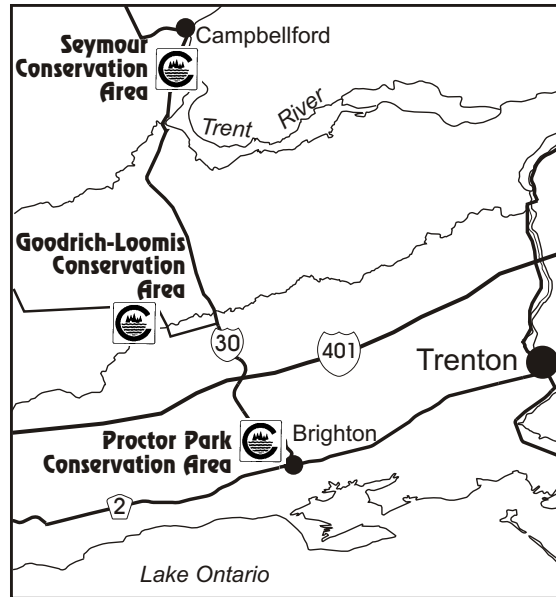 Seymour
Conservation
Area
Campbellford
Trent River
Goodrich-Loomis
Conservation
Area
30
401
Trenton
Proctor Park
Conservation Area
Brighton
2
Lake Ontario